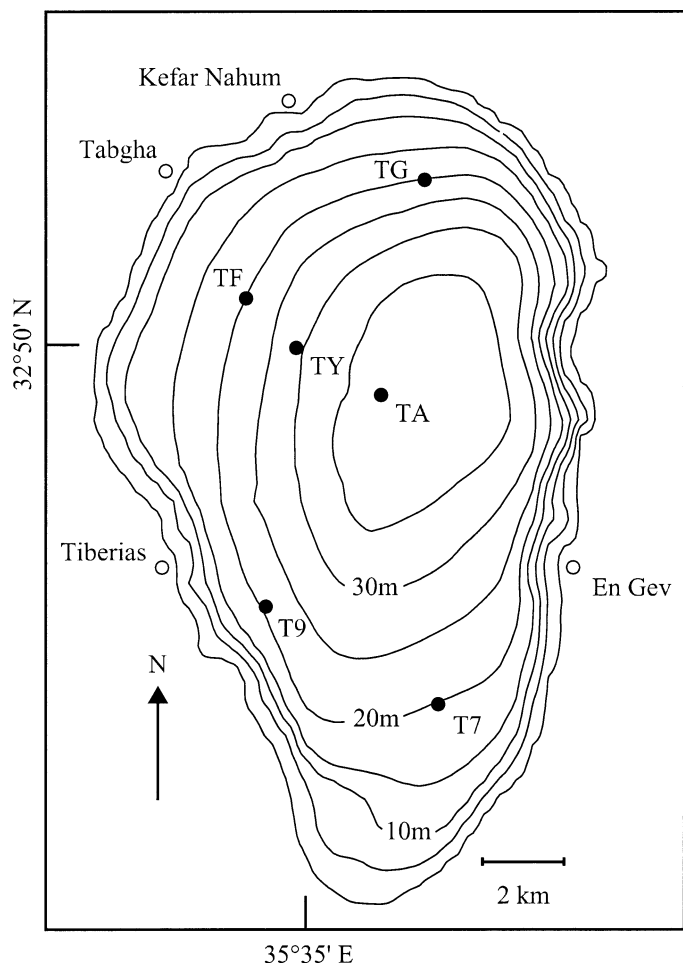 Kefar Nahum
Tabgha
TG
TF
32°50' N
TY
TA
Tiberias
30m
En Gev
T9
N
20m
T7
10m
2 km
35°35' E